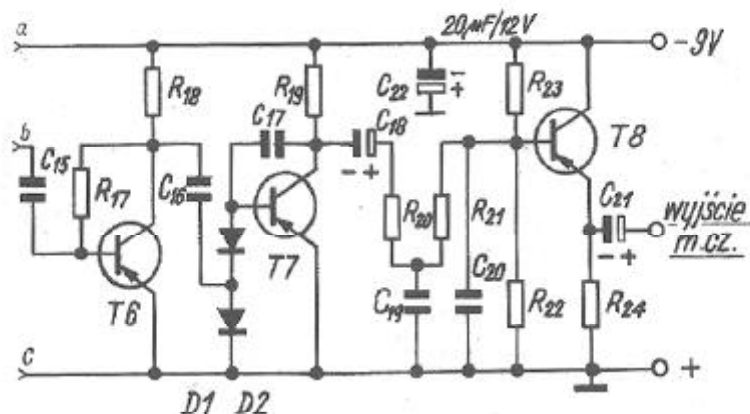 a
20µF/12V
-9V
R18
R19
C22
-
+
R23
C17
C18
b
T8
C15
- +
R17
C16
C21
R20
R21
wyjście
m.cz.
T7
C20
- +
T6
C19
R22
R24
c
+
D1 D2